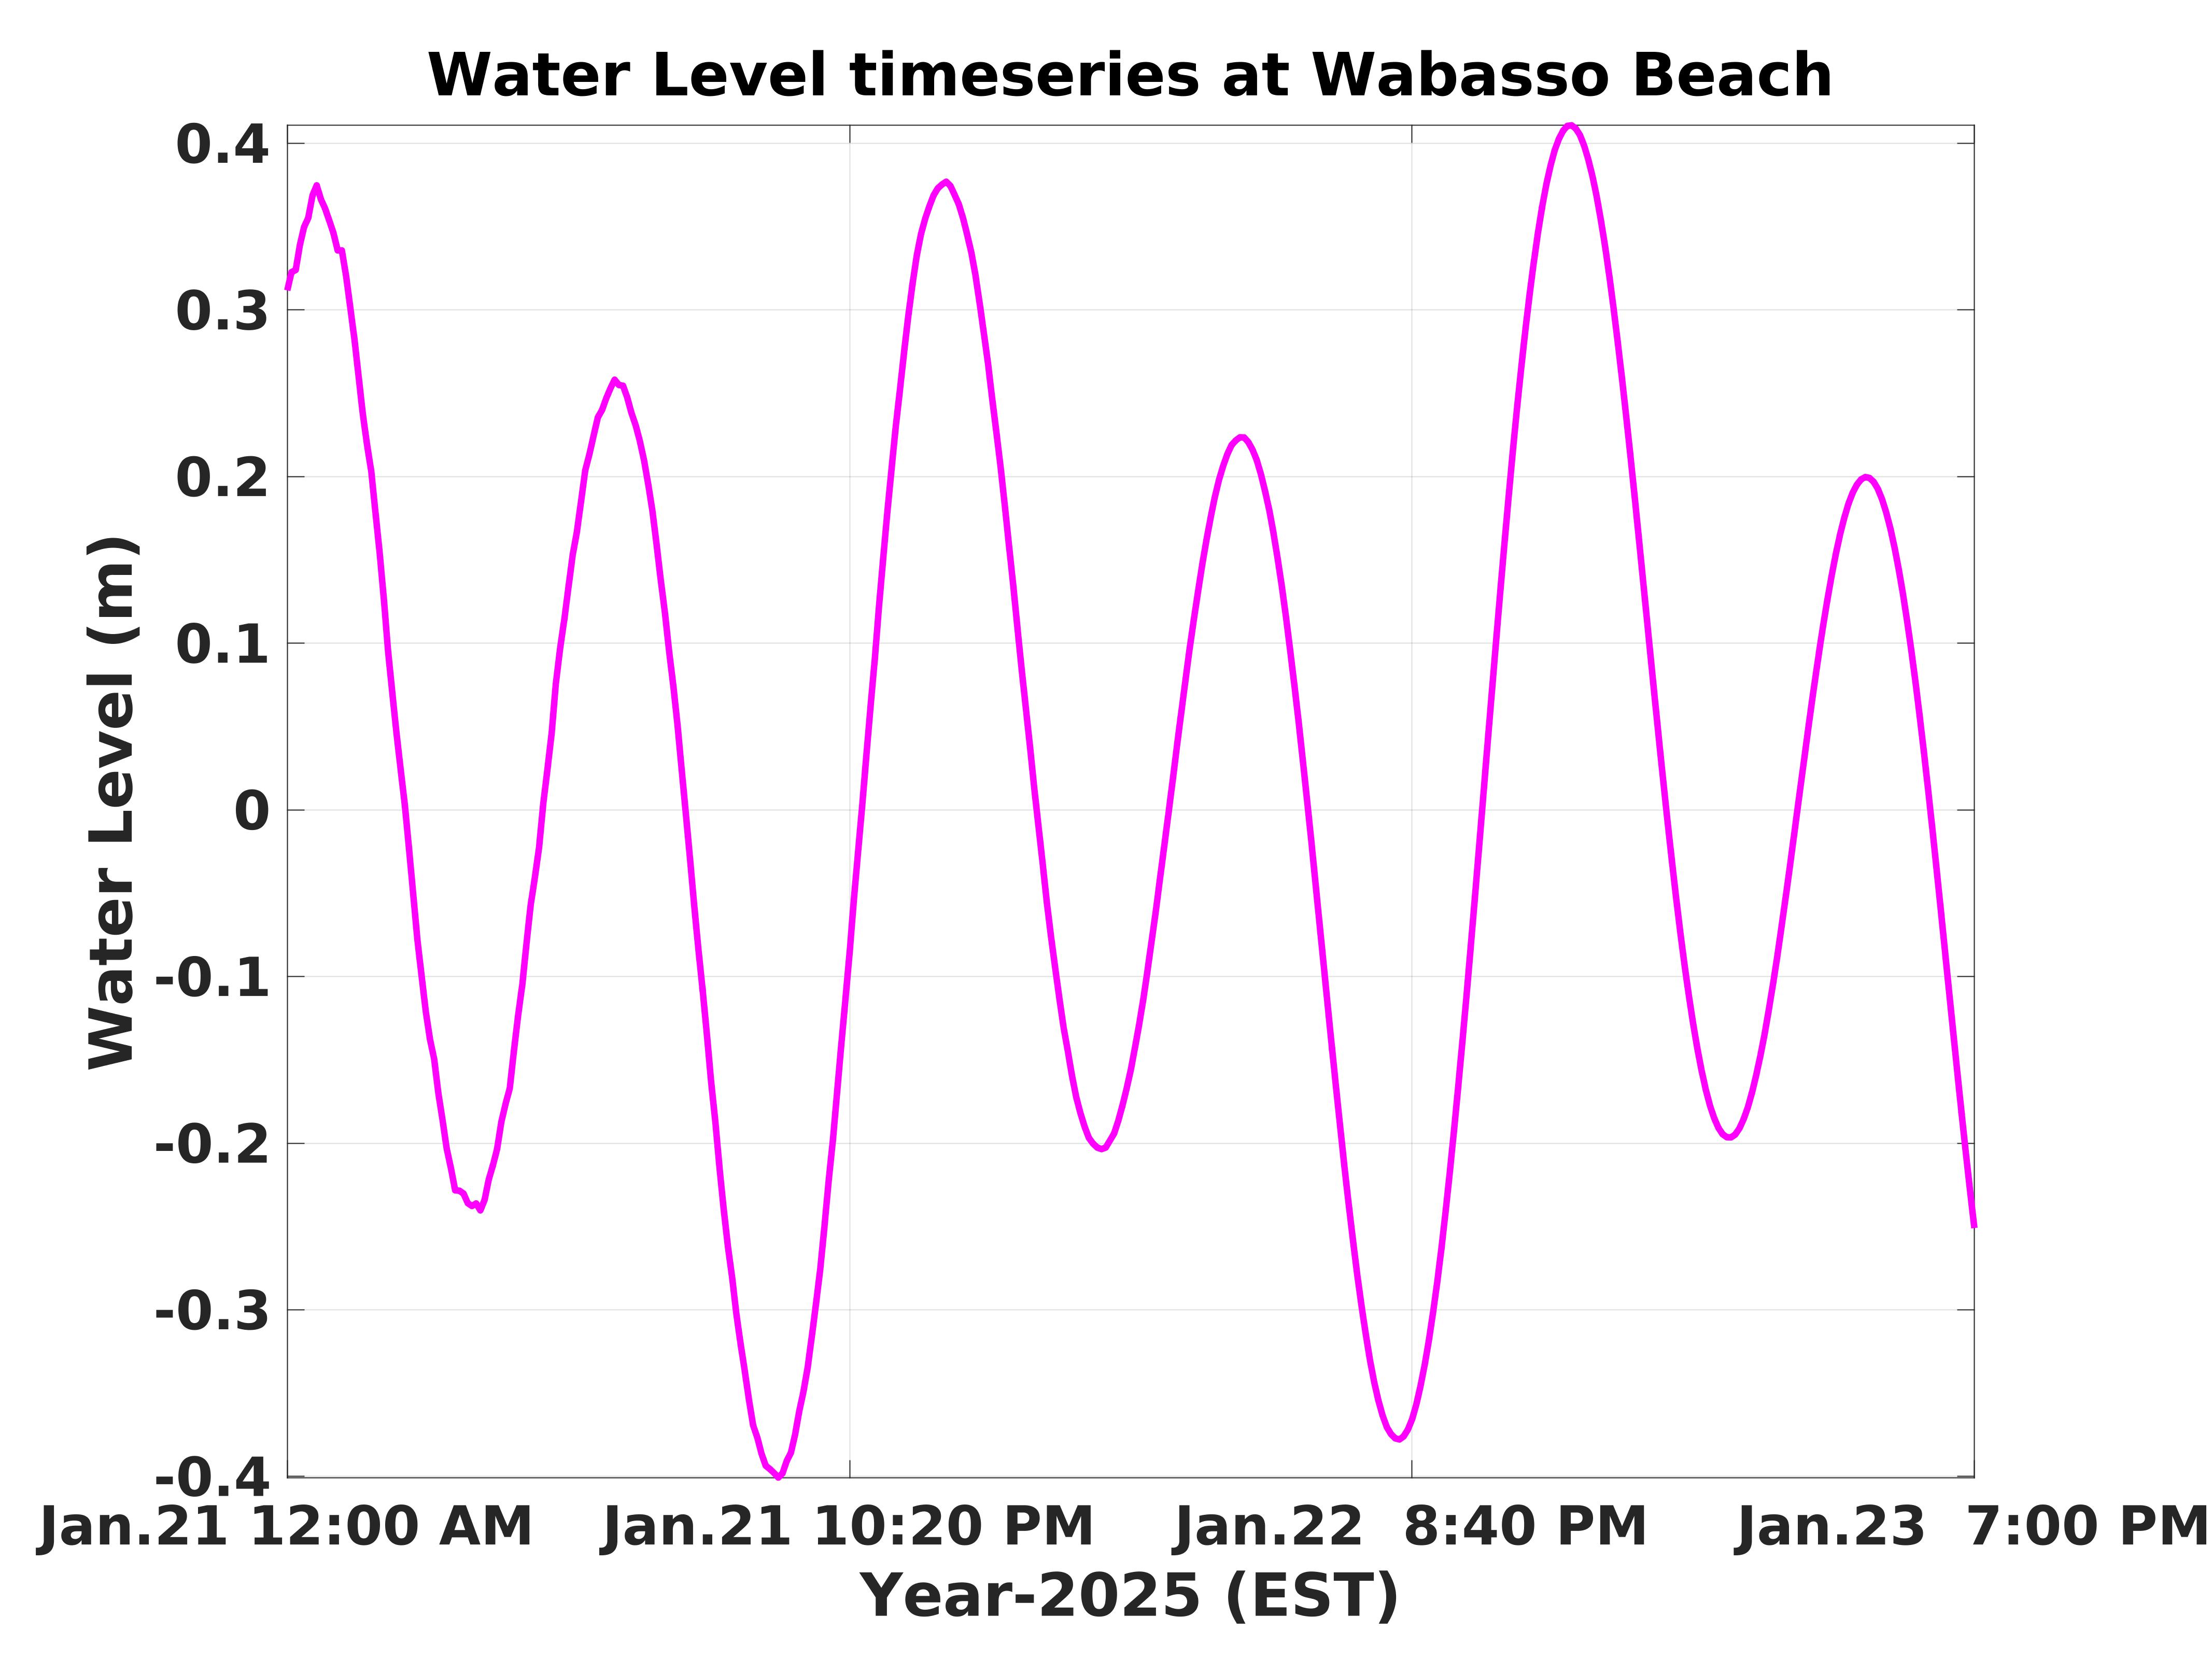 Water Level timeseries at Wabasso Beach
0.4
0.3
0.2
0.1
0
-0.1
-0.2
-0.3
-0.4
Water Level (m)
Jan.21 12:00 AM Jan.21 10:20 PM Jan.22 8:40 PM Jan.23 7:00 PM
Year-2025 (EST)